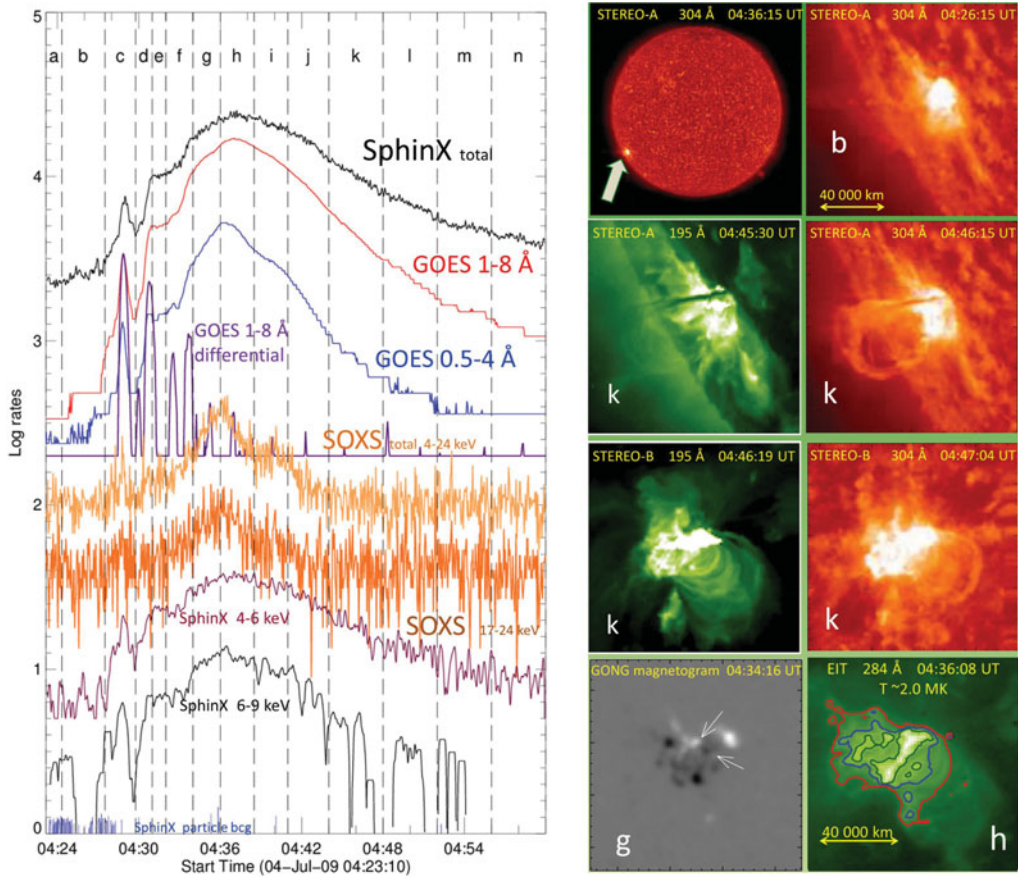 5
4
3
2
1
0
Log rates
a b c d e f g h i j k l m n
SphinX total
GOES 1-8 Å
GOES 1-8 Å
differential
GOES 0.5-4 Å
SOXS total, 4-24 keV
SphinX 4-6 keV
SOXS 17-24 keV
SphinX 6-9 keV
SphinX particle bcg
04:24 04:30 04:36 04:42 04:48 04:54
Start Time (04-Jul-09 04:23:10)
STEREO-A 304 Å 04:36:15 UT
STEREO-A 304 Å 04:26:15 UT
b
40 000 km
STEREO-A 195 Å 04:45:30 UT
k
STEREO-A 304 Å 04:46:15 UT
k
STEREO-B 195 Å 04:46:19 UT
k
STEREO-B 304 Å 04:47:04 UT
k
GONG magnetogram 04:34:16 UT
g
EIT 284 Å 04:36:08 UT
T ~2.0 MK
40 000 km
h